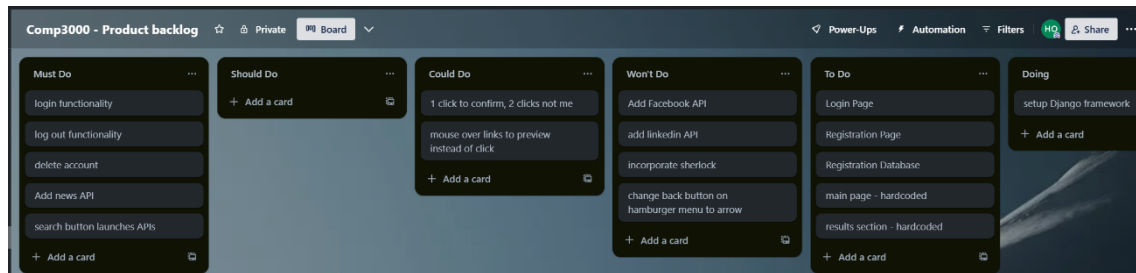 Comp3000 - Product backlog
Private
Board
Power-Ups
Automation
Filters
HO
Share
Must Do
login functionality
log out functionality
delete account
Add news API
search button launches APIs
+ Add a card
Should Do
+ Add a card
Could Do
1 click to confirm, 2 clicks not me
mouse over links to preview
instead of click
+ Add a card
Won't Do
Add Facebook API
add linkedin API
incorporate sherlock
change back button on
hamburger menu to arrow
+ Add a card
To Do
Login Page
Registration Page
Registration Database
main page - hardcoded
results section - hardcoded
+ Add a card
Doing
setup Django framework
+ Add a card